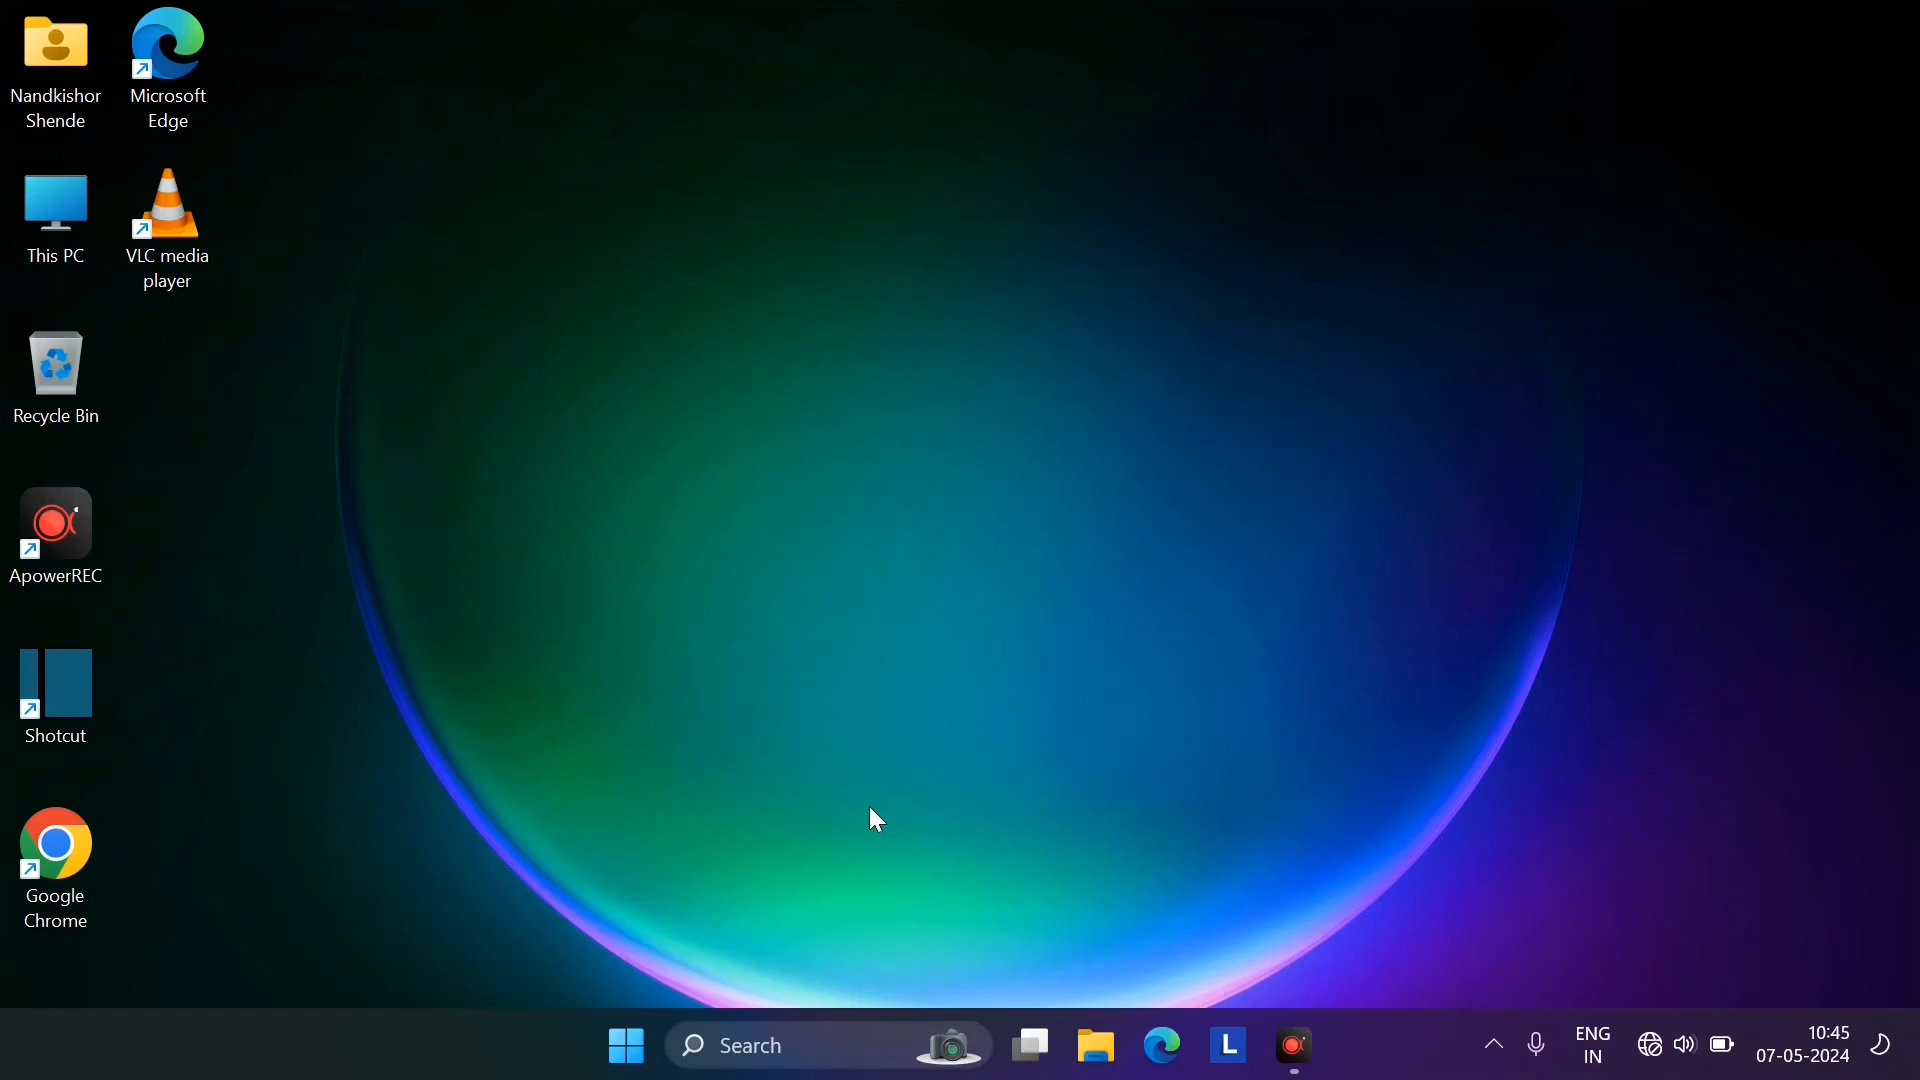 Nandkishor
Shende
Microsoft
Edge
This PC
VLC media
player
Recycle Bin
ApowerREC
Shotcut
Google
Chrome
Search
L
ENG
IN
10:45
07-05-2024